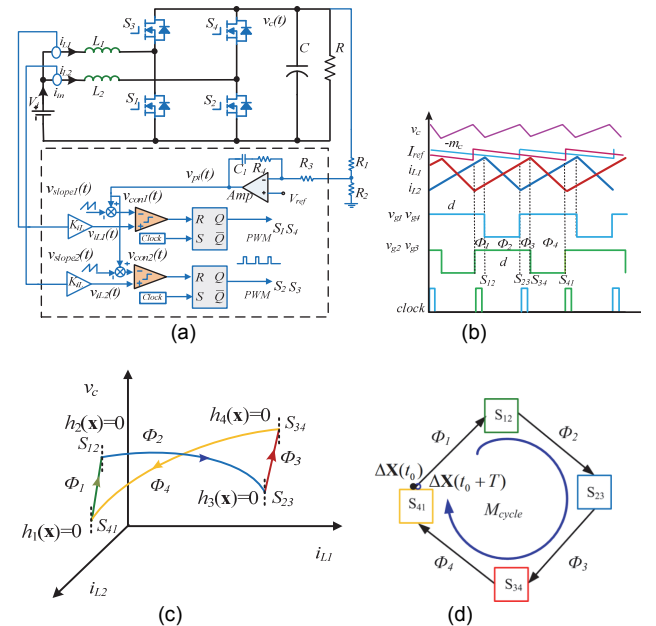 S3
S4
vc(t)
iL1
L1
C
R
iL2
L2
iin
S1
S2
Vi
C1
R4
R3
R1
vslope1(t)
vpi(t)
Amp
Vref
R2
vcon1(t)
KiL
viL1(t)
R Q
S1 S4
Clock
S Q̅
PWM
vslope2(t)
vcon2(t)
KiL
viL2(t)
R Q
S2 S3
Clock
S Q̅
PWM
(a)
vc
-mc
Iref
iL1
iL2
d
vg1 vg4
Φ1 Φ2 Φ3 Φ4
vg2 vg3
d
S12 S23 S34 S41
clock
(b)
vc
h2(x)=0
Φ2
h4(x)=0
S34
S12
Φ1
Φ4
Φ3
h3(x)=0
S23
h1(x)=0
S41
iL1
iL2
(c)
S12
Φ1
Φ2
ΔX(t0)
ΔX(t0 + T)
S41
Mcycle
S23
Φ4
Φ3
S34
(d)